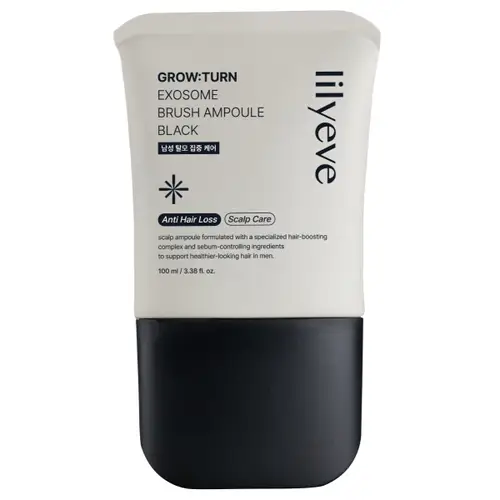 GROW:TURN
EXOSOME
BRUSH AMPOULE
BLACK
남성 탈모 집중 케어
lilyeve
Anti Hair Loss
Scalp Care
scalp ampoule formulated with a specialized hair-boosting
complex and sebum-controlling ingredients
to support healthier-looking hair in men.
100 ml / 3.38 fl. oz.